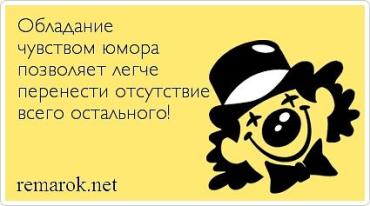 Обладание
чувством юмора
позволяет легче
перенести отсутствие
всего остального!
remarok.net